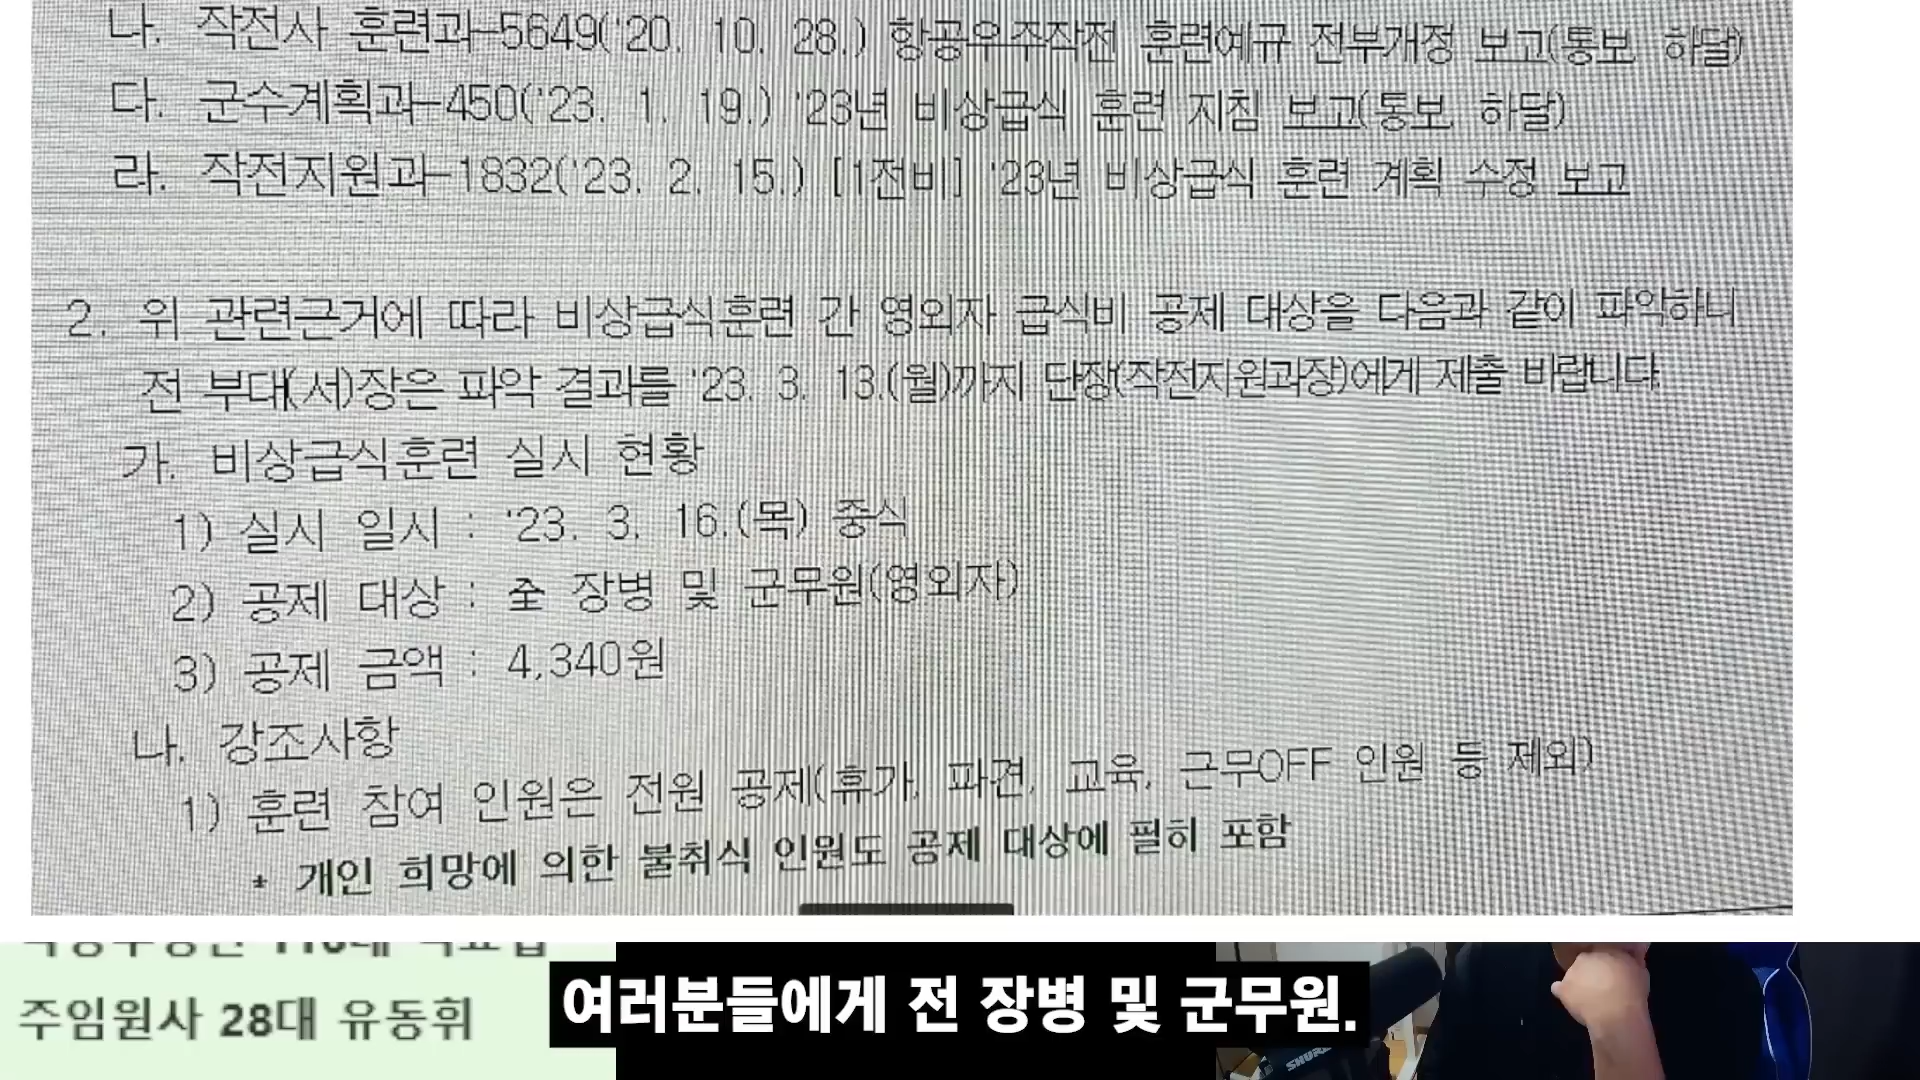 나. 작전사 훈련과-5649('20. 10. 28.) 항공우주작전 훈련예규 전부개정 보고(통보, 하달)
다. 군수계획과-450('23. 1. 19.) '23년 비상급식 훈련 지침 보고(통보, 하달)
라. 작전지원과-1832('23. 2. 15.) [1전비] '23년 비상급식 훈련 계획 수정 보고
2. 위 관련근거에 따라 비상급식훈련 간 영외자 급식비 공제 대상을 다음과 같이 파악하니
전 부대(서)장은 파악 결과를 '23. 3. 13.(월)까지 단장(작전지원과장)에게 제출 바랍니다.
가. 비상급식훈련 실시 현황
1) 실시 일시 : '23. 3. 16.(목) 중식
2) 공제 대상 : 全 장병 및 군무원(영외자)
3) 공제 금액 : 4,340원
나. 강조사항
1) 훈련 참여 인원은 전원 공제(휴가, 파견, 교육, 근무OFF 인원 등 제외)
* 개인 희망에 의한 불취식 인원도 공제 대상에 필히 포함
주임원사 28대 유동휘
여러분들에게 전 장병 및 군무원.
SHURE